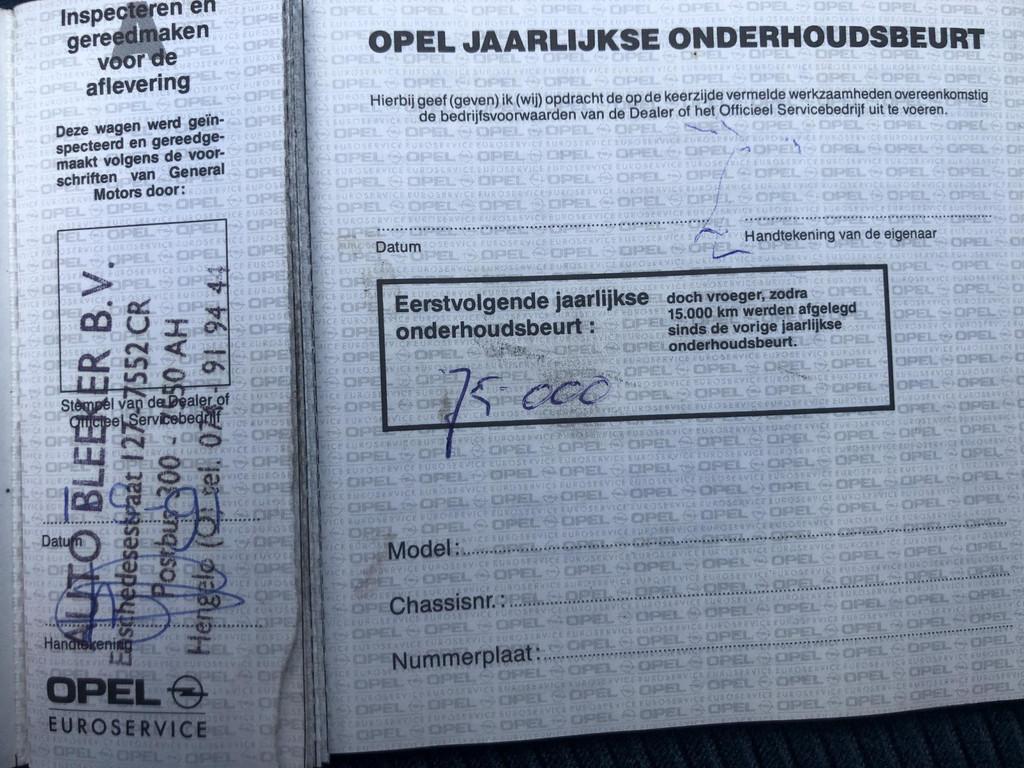 Inspecteren en
gereedmaken
voor de
aflevering
Deze wagen werd geïn-
specteerd en gereedge-
maakt volgens de voor-
schriften van General
Motors door:
AUTO BLEEKER B.V.
Enschedesestraat 127 - 7552 CR
Postbus 300 - 7550 AH
Hengelo (O) tel. 074 - 91 94 41
Stempel van de Dealer of
Officieel Servicebedrijf
Datum
Handtekening
OPEL
EUROSERVICE
OPEL JAARLIJKSE ONDERHOUDSBEURT
Hierbij geef (geven) ik (wij) opdracht de op de keerzijde vermelde werkzaamheden overeenkomstig
de bedrijfsvoorwaarden van de Dealer of het Officieel Servicebedrijf uit te voeren.
Datum
Handtekening van de eigenaar
Eerstvolgende jaarlijkse
onderhoudsbeurt :
doch vroeger, zodra
15.000 km werden afgelegd
sinds de vorige jaarlijkse
onderhoudsbeurt.
75-000
Model:
Chassisnr.:
Nummerplaat: